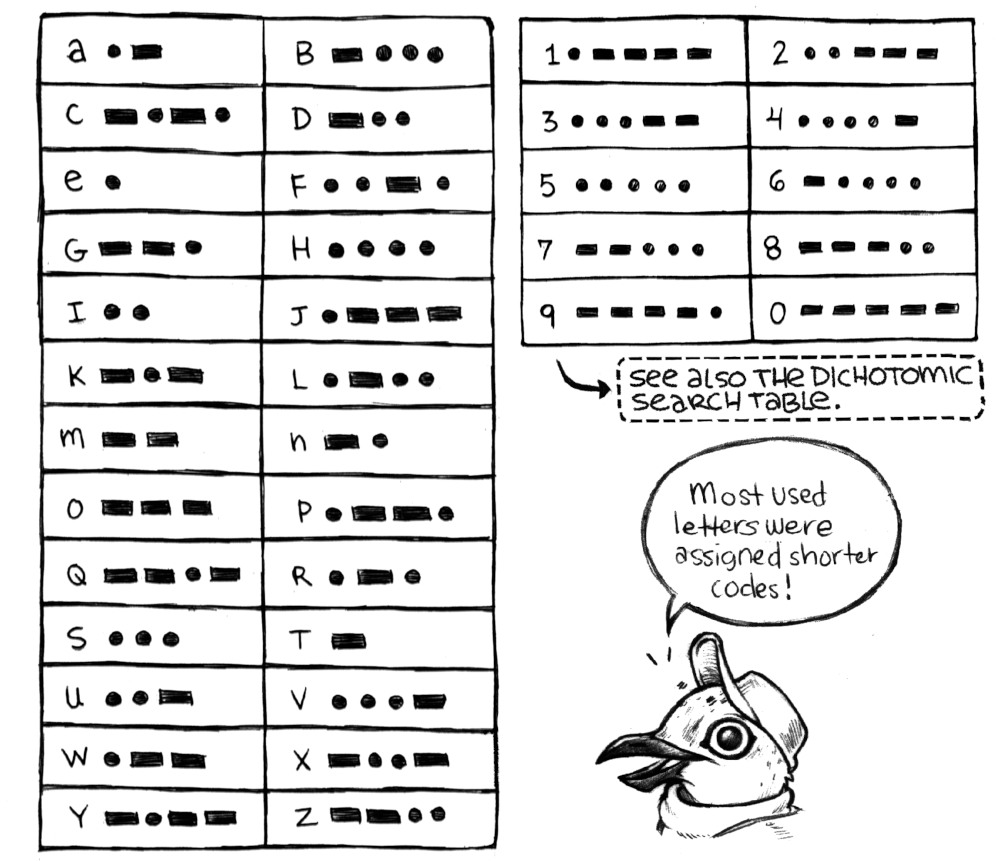 a • –
B – • • •
C – • – •
D – • •
e •
F • • – •
G – – •
H • • • •
I • •
J • – – –
K – • –
L • – • •
m – –
n – •
O – – –
P • – – •
Q – – • –
R • – •
S • • •
T –
U • • –
V • • • –
W • – –
X – • • –
Y – • – –
Z – – • •
1 • – – – –
2 • • – – –
3 • • • – –
4 • • • • –
5 • • • • •
6 – • • • •
7 – – • • •
8 – – – • •
9 – – – – •
0 – – – – –
see also THE DICHOTOMIC
search table.
Most used
letters were
assigned shorter
codes!